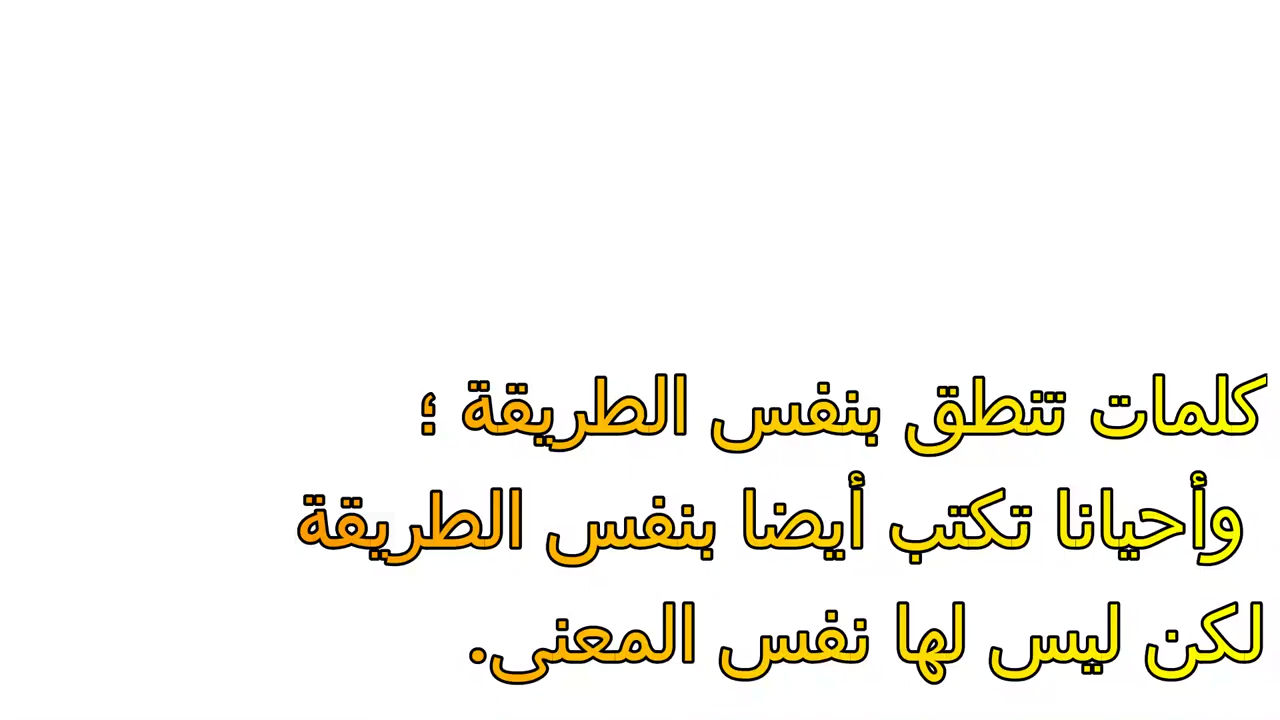 كلمات تنطق بنفس الطريقة ؛
وأحيانا تكتب أيضا بنفس الطريقة
لكن ليس لها نفس المعنى.